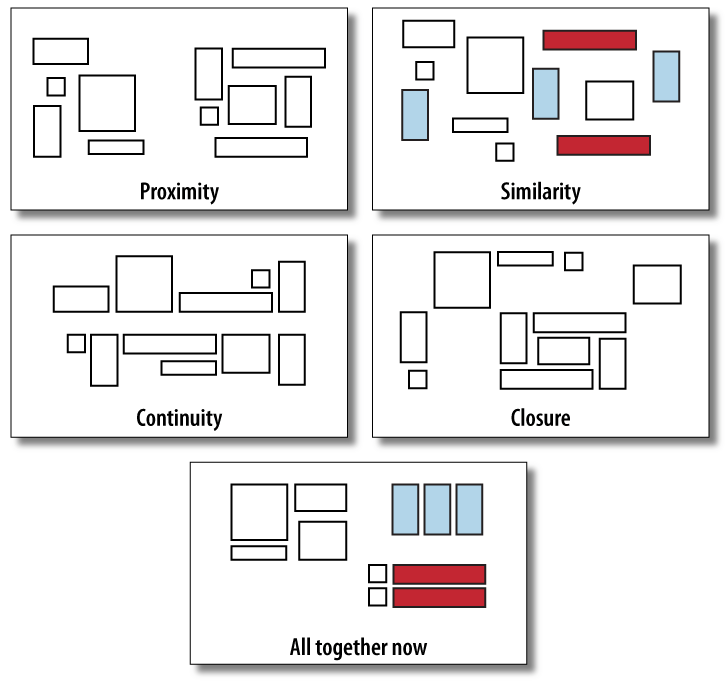 Proximity
Similarity
Continuity
Closure
All together now